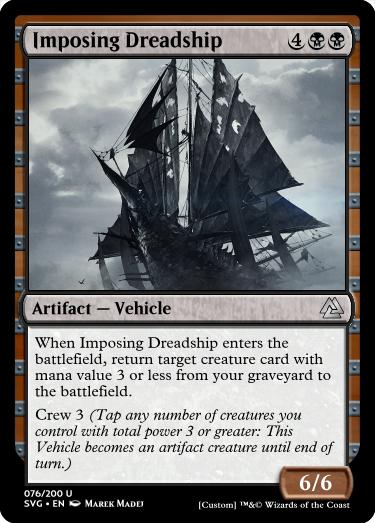 Imposing Dreadship 4
Artifact — Vehicle
When Imposing Dreadship enters the
battlefield, return target creature card with
mana value 3 or less from your graveyard to
the battlefield.
Crew 3 (Tap any number of creatures you
control with total power 3 or greater: This
Vehicle becomes an artifact creature until end
of turn.)
6/6
076/200 U
SVG • EN Marek Madej
[Custom] ™&© Wizards of the Coast